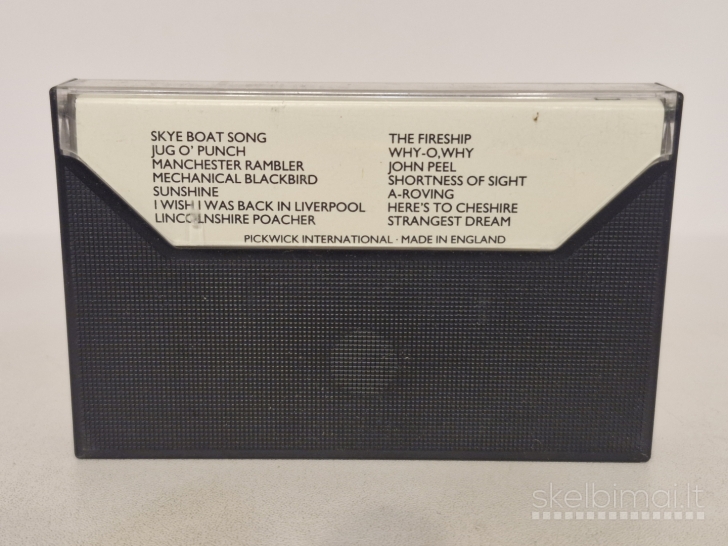 SKYE BOAT SONG
JUG O' PUNCH
MANCHESTER RAMBLER
MECHANICAL BLACKBIRD
SUNSHINE
I WISH I WAS BACK IN LIVERPOOL
LINCOLNSHIRE POACHER
THE FIRESHIP
WHY-O, WHY
JOHN PEEL
SHORTNESS OF SIGHT
A-ROVING
HERE'S TO CHESHIRE
STRANGEST DREAM
PICKWICK INTERNATIONAL · MADE IN ENGLAND
skelbimai.lt